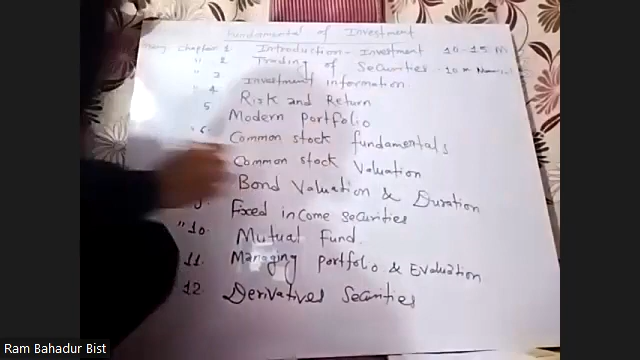 Fundamental of Investment
Chapter 1 Introduction - Investment 10-15 M
" 2 Trading of Securities - 10 M
" 3 Investment information
" 4 Risk and Return
5 Modern portfolio
"6. Common stock fundamentals
Common stock Valuation
Bond Valuation & Duration
Fixed income securities
"10. Mutual Fund.
11. Managing portfolio & Evaluation
12. Derivatives Securities
Ram Bahadur Bist